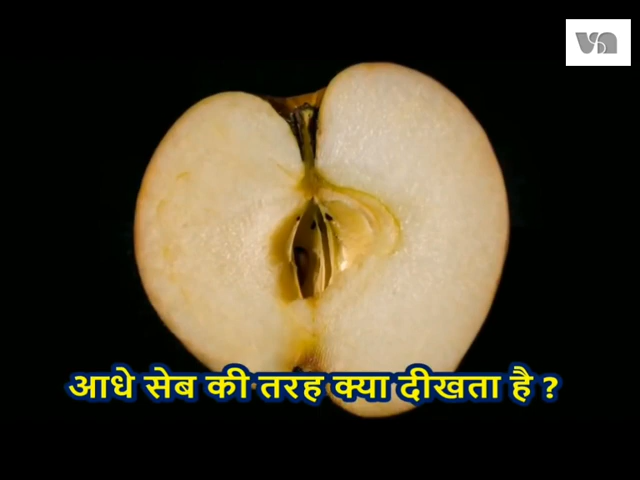 आधे सेब की तरह क्या दीखता है ?